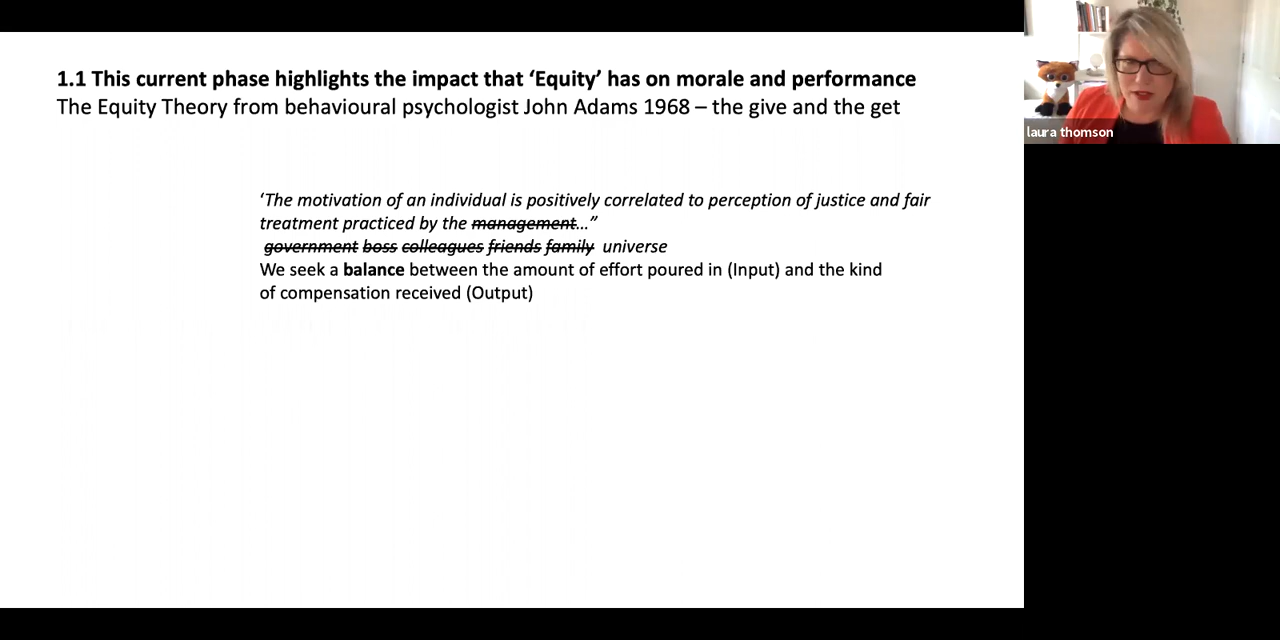 1.1 This current phase highlights the impact that ‘Equity’ has on morale and performance
The Equity Theory from behavioural psychologist John Adams 1968 – the give and the get
‘The motivation of an individual is positively correlated to perception of justice and fair
treatment practiced by the management...”
government boss colleagues friends family universe
We seek a balance between the amount of effort poured in (Input) and the kind
of compensation received (Output)
laura thomson